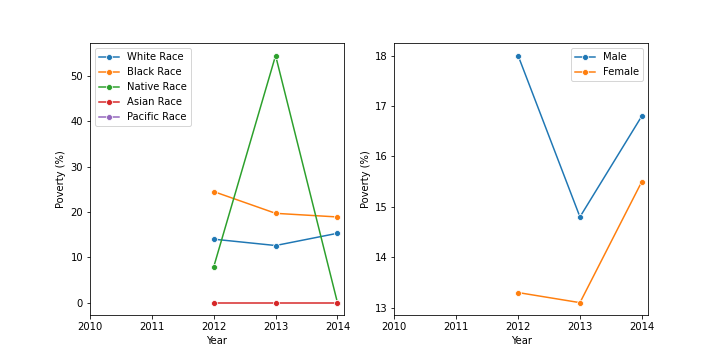 White Race
Black Race
Native Race
Asian Race
Pacific Race
Poverty (%)
50
40
30
20
10
0
2010 2011 2012 2013 2014
Year
Male
Female
Poverty (%)
18
17
16
15
14
13
2010 2011 2012 2013 2014
Year